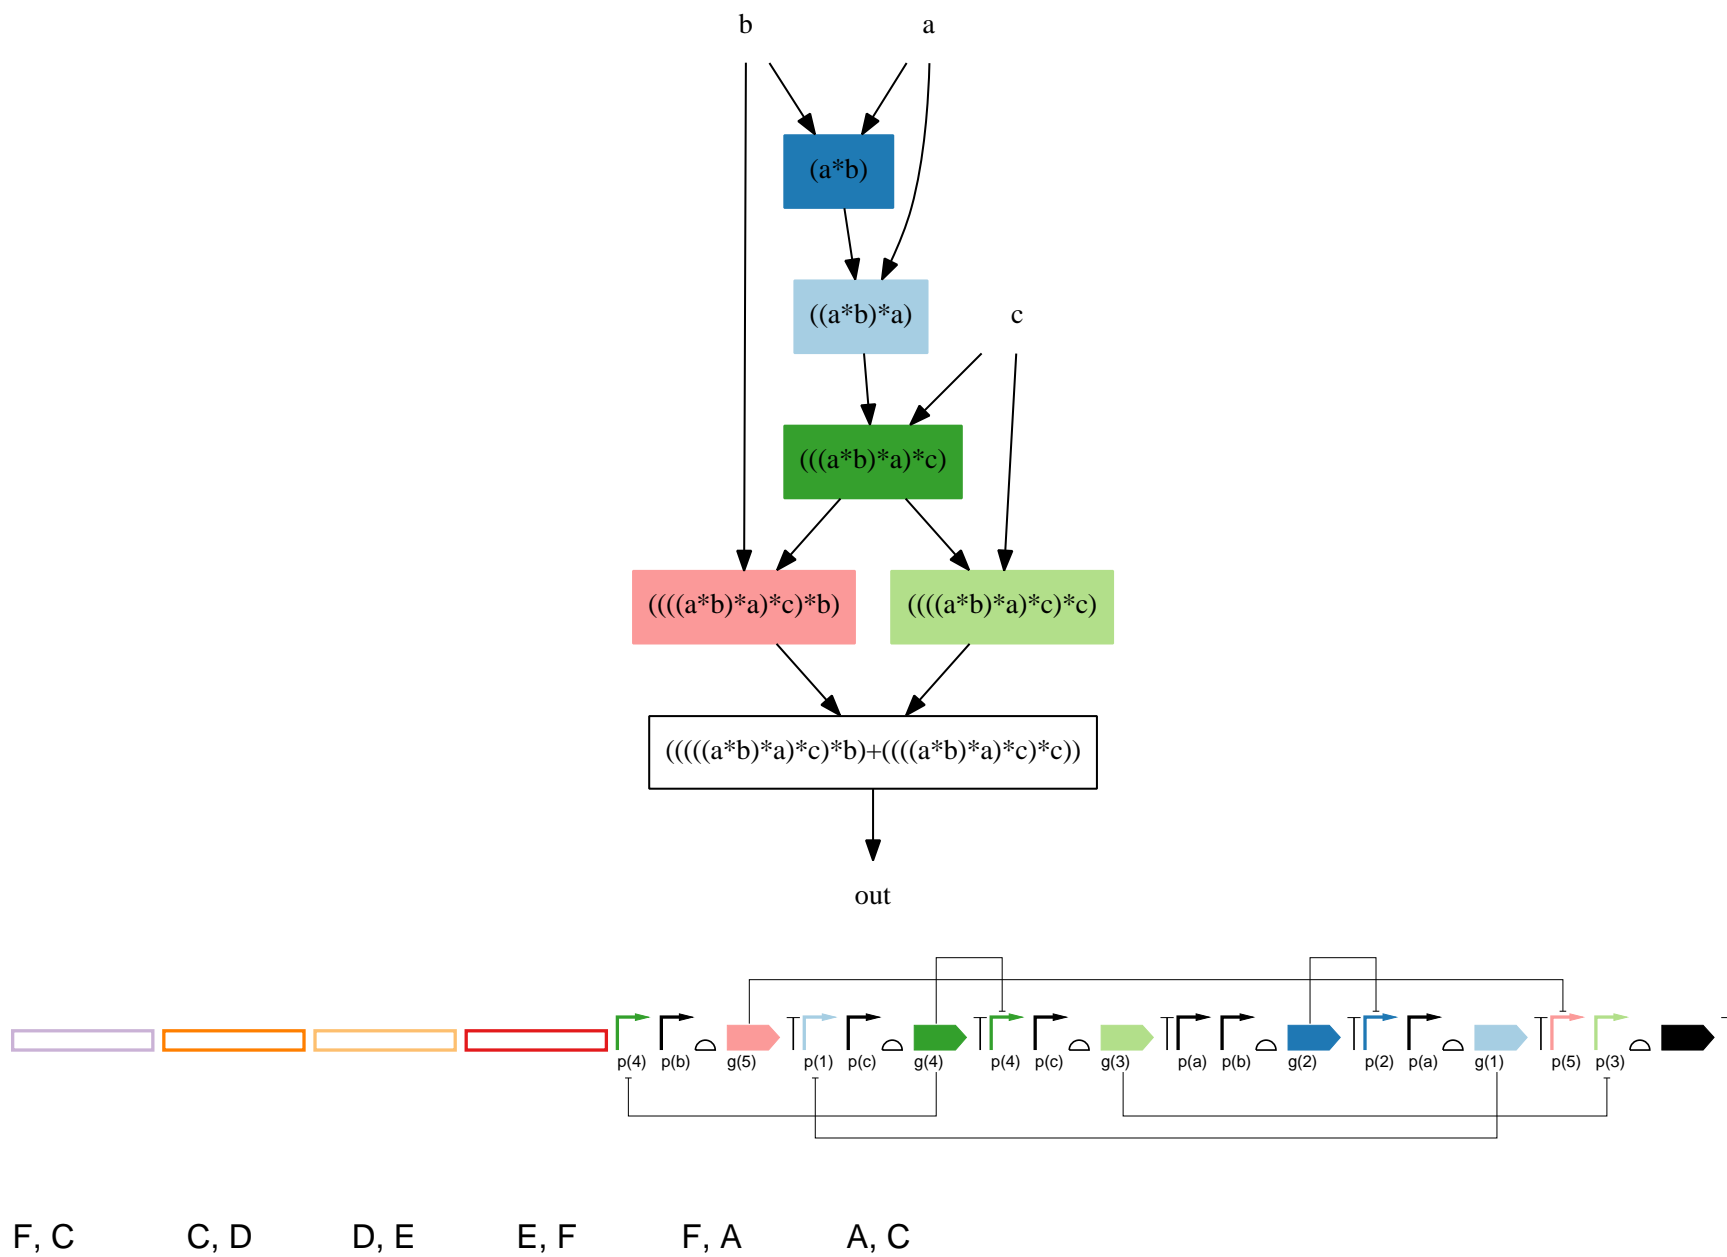 b a
(a*b)
((a*b)*a) c
(((a*b)*a)*c)
((((a*b)*a)*c)*b) ((((a*b)*a)*c)*c)
(((((a*b)*a)*c)*b)+((((a*b)*a)*c)*c))
out
p(4) p(b) g(5) p(1) p(c) g(4) p(4) p(c) g(3) p(a) p(b) g(2) p(2) p(a) g(1) p(5) p(3)
F, C C, D D, E E, F F, A A, C